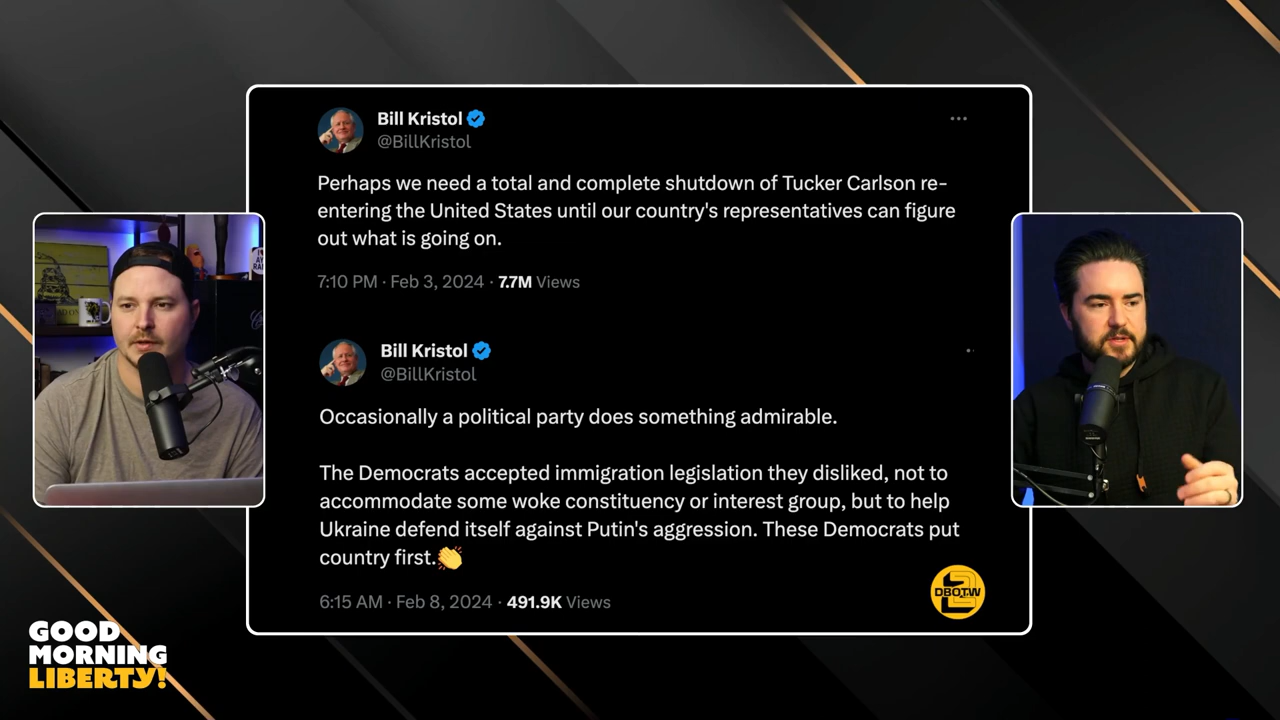 Bill Kristol
@BillKristol
Perhaps we need a total and complete shutdown of Tucker Carlson re-
entering the United States until our country's representatives can figure
out what is going on.
7:10 PM · Feb 3, 2024 · 7.7M Views
Bill Kristol
@BillKristol
Occasionally a political party does something admirable.
The Democrats accepted immigration legislation they disliked, not to
accommodate some woke constituency or interest group, but to help
Ukraine defend itself against Putin's aggression. These Democrats put
country first.👏
6:15 AM · Feb 8, 2024 · 491.9K Views
DBOTW
GOOD
MORNING
LIBERTY!